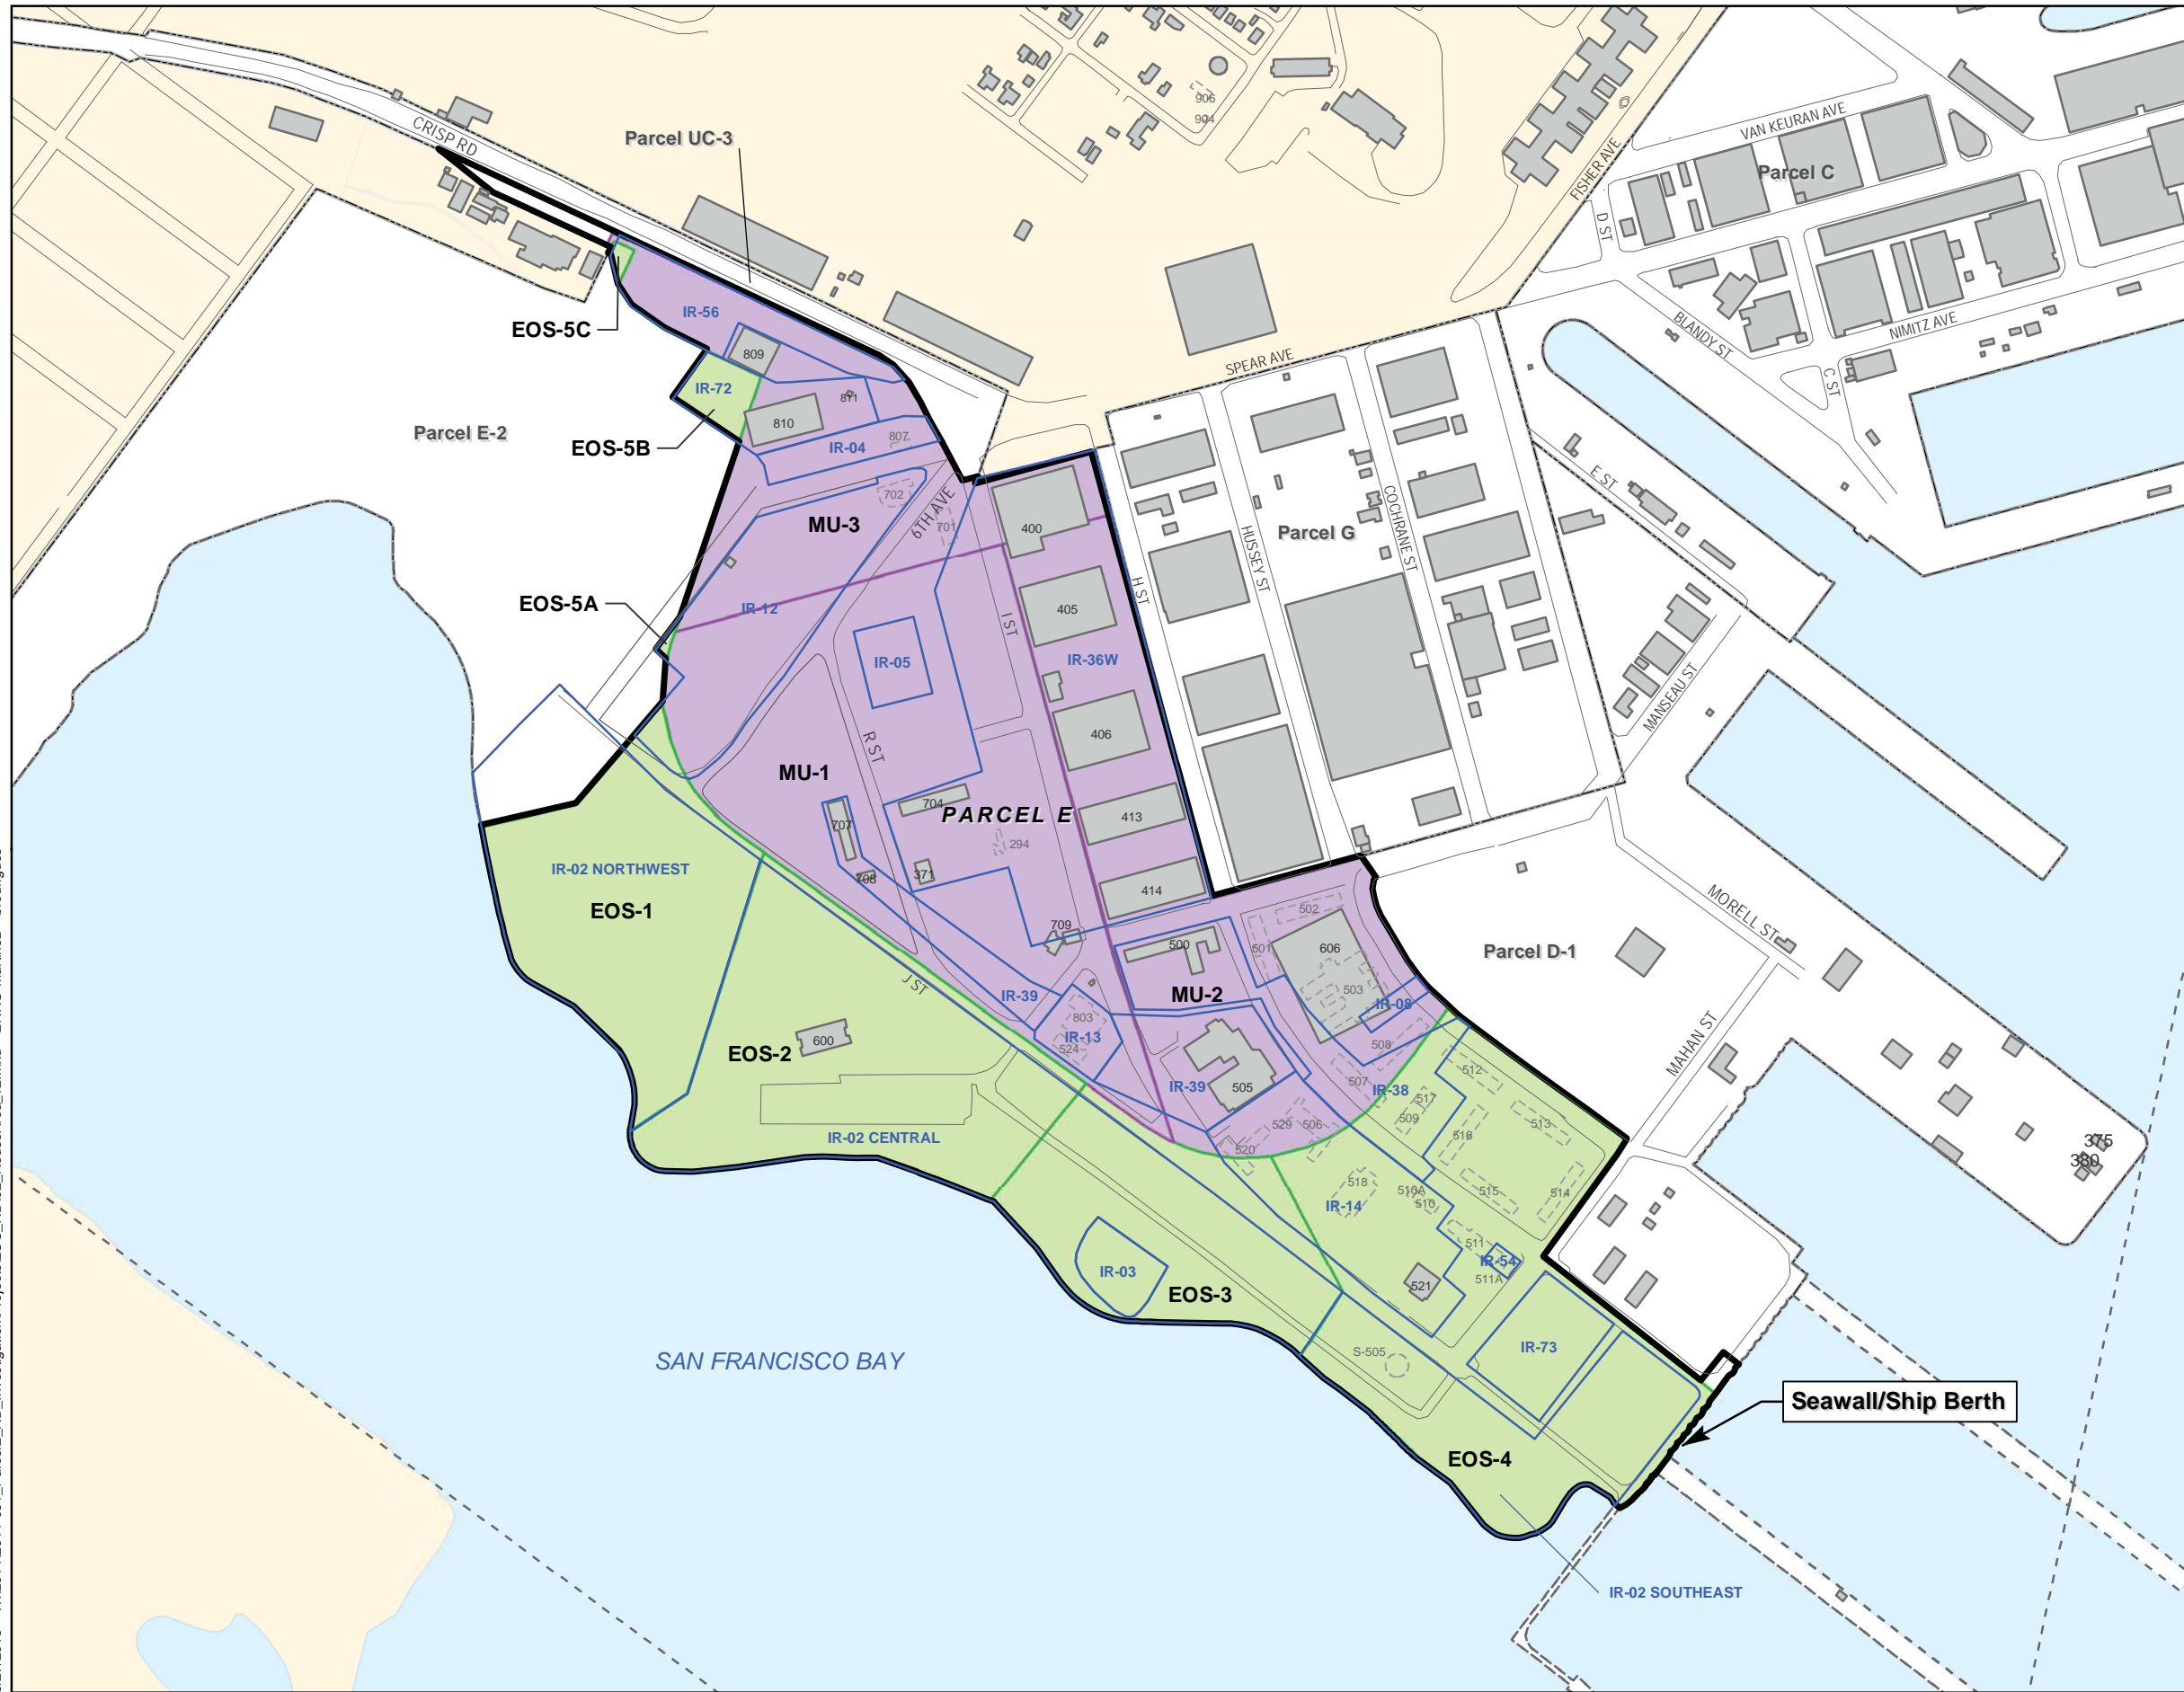 906
904
CRISP RD
Parcel UC-3
FISHER AVE
VAN KEURAN AVE
Parcel C
D ST
BLANDY ST
NIMITZ AVE
C ST
IR-56
EOS-5C
SPEAR AVE
809
IR-72
811
810
Parcel E-2
EOS-5B
807
IR-04
E ST
702
MU-3
6TH AVE
701
400
Parcel G
HUSSEY ST
COCHRANE ST
H ST
EOS-5A
IR-12
405
I ST
IR-05
IR-36W
MANSEAU ST
406
R ST
MU-1
704
PARCEL E
707
413
294
IR-02 NORTHWEST
708
371
414
EOS-1
502
MORELL ST
709
500
501
606
Parcel D-1
J ST
503
IR-39
MU-2
IR-08
803
IR-13
524
508
MAHAN ST
600
EOS-2
507
512
IR-39
505
IR-38
517
509
529
506
513
516
375
IR-02 CENTRAL
520
380
518
510A
515
514
IR-14
510
511
IR-54
511A
IR-03
521
EOS-3
IR-73
S-505
SAN FRANCISCO BAY
Seawall/Ship Berth
EOS-4
IR-02 SOUTHEAST